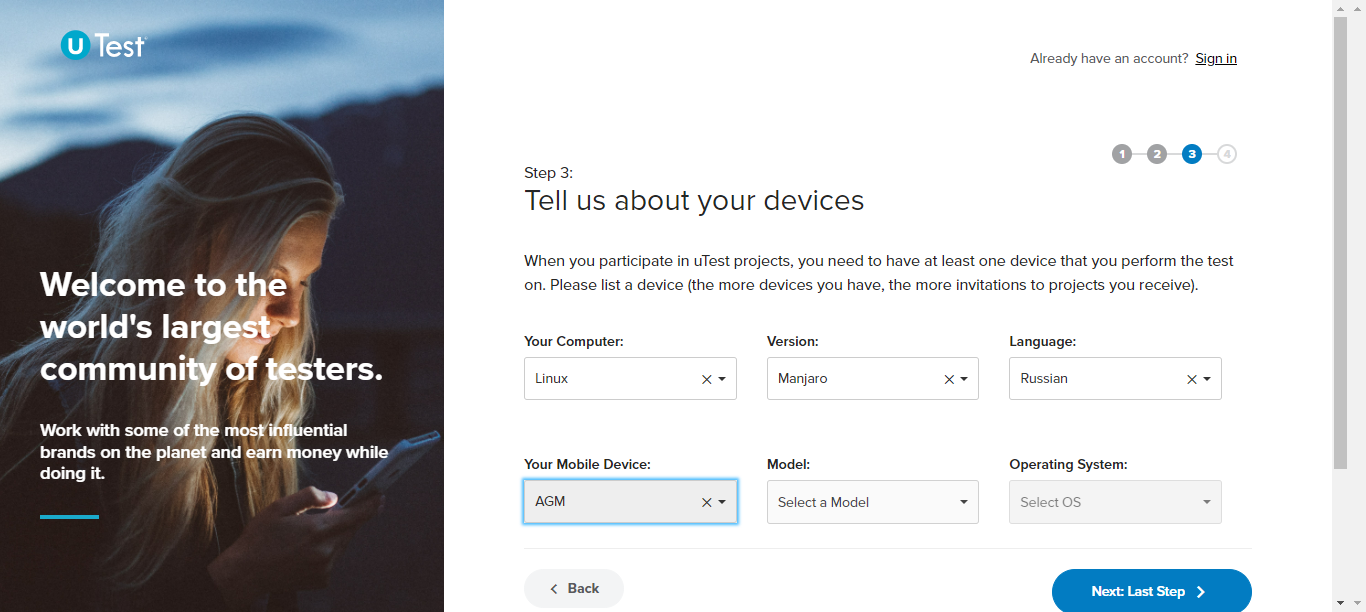 uTest
Already have an account? Sign in
1 2 3 4
Step 3:
Tell us about your devices
When you participate in uTest projects, you need to have at least one device that you perform the test
on. Please list a device (the more devices you have, the more invitations to projects you receive).
Your Computer: Version: Language:
Linux Manjaro Russian
Your Mobile Device: Model: Operating System:
AGM Select a Model Select OS
Back Next: Last Step
Welcome to the
world's largest
community of testers.
Work with some of the most influential
brands on the planet and earn money while
doing it.